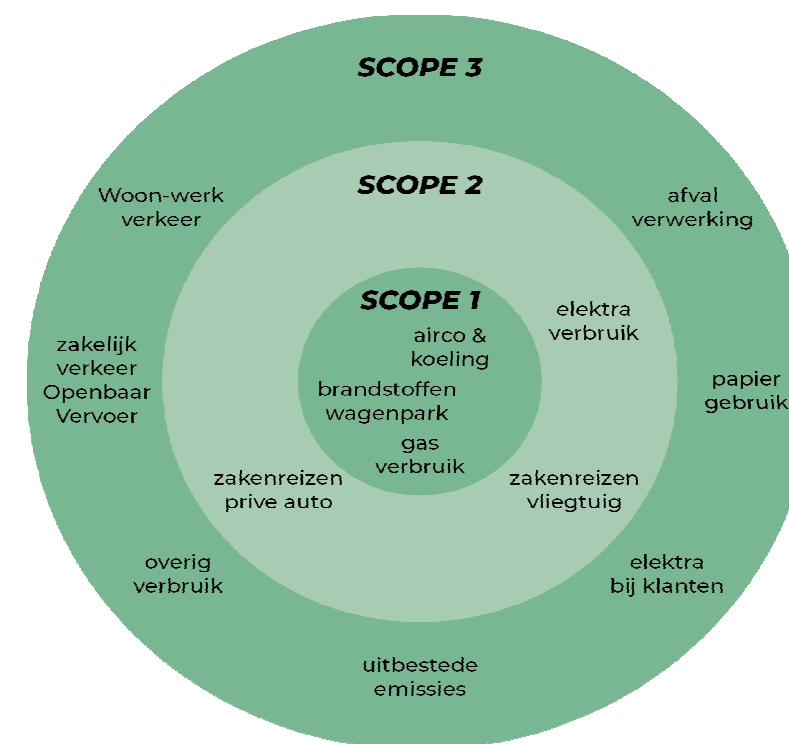 SCOPE 3
SCOPE 2
Woon-werk
verkeer
afval
verwerking
SCOPE 1
elektra
verbruik
airco &
koeling
zakelijk
verkeer
Openbaar
Vervoer
brandstoffen
wagenpark
papier
gebruik
gas
verbruik
zakenreizen
prive auto
zakenreizen
vliegtuig
overig
verbruik
elektra
bij klanten
uitbestede
emissies